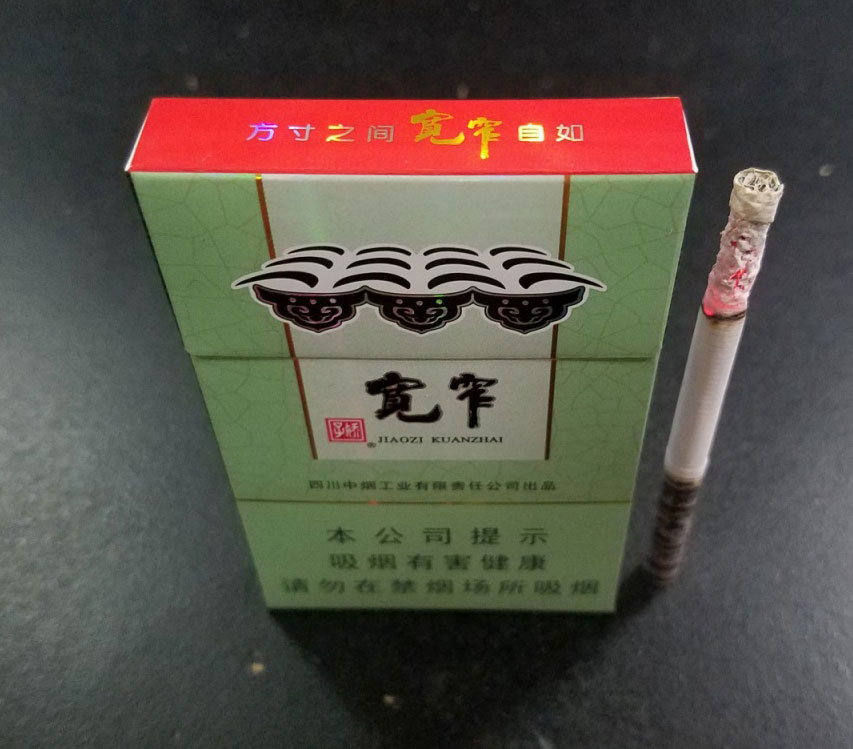 方寸之间 宽窄 自如
宽窄
娇子
®JIAOZI KUANZHAI
四川中烟工业有限责任公司出品
本公司提示
吸烟有害健康
请勿在禁烟场所吸烟